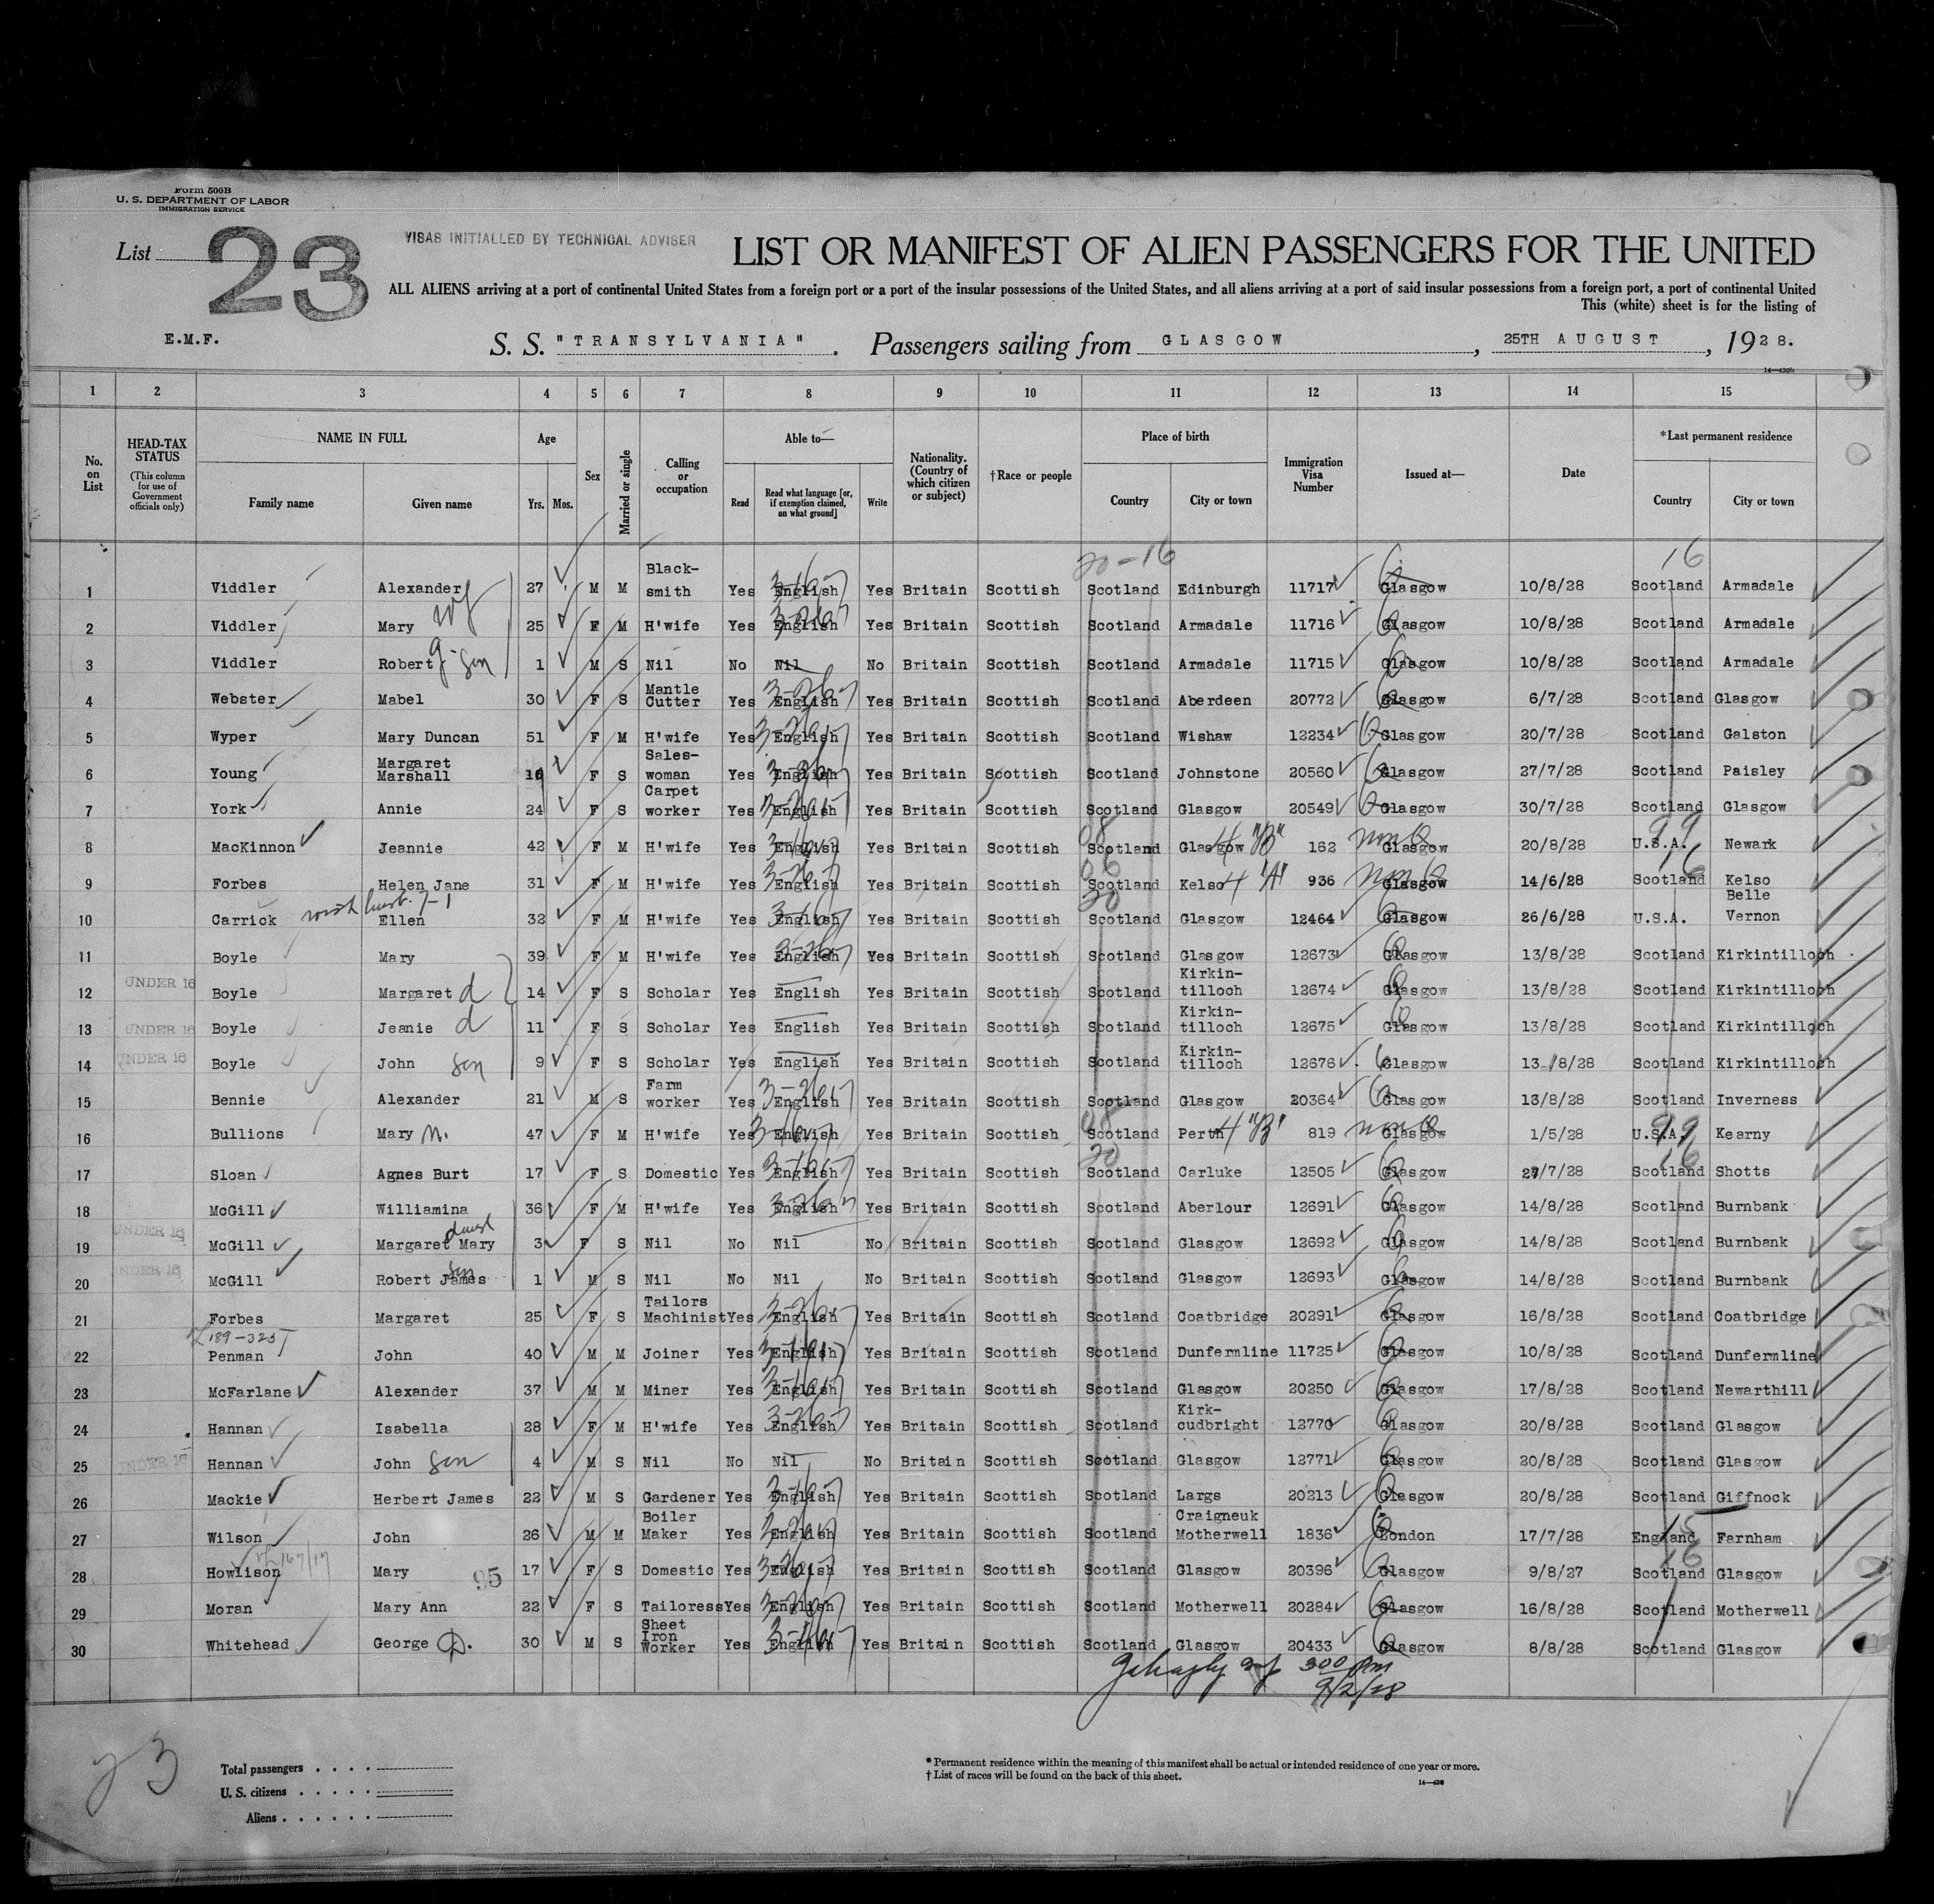 Form 500B
U. S. DEPARTMENT OF LABOR
IMMIGRATION SERVICE
List 23
VISAS INITIALLED BY TECHNICAL ADVISER
LIST OR MANIFEST OF ALIEN PASSENGERS FOR THE UNITED
ALL ALIENS arriving at a port of continental United States from a foreign port or a port of the insular possessions of the United States, and all aliens arriving at a port of said insular possessions from a foreign port, a port of continental United
This (white) sheet is for the listing of
E.M.F.
S. S. "TRANSYLVANIA". Passengers sailing from GLASGOW, 25TH AUGUST, 1928.
14—430b
1 2 3 4 5 6 7 8 9 10 11 12 13 14 15
No. on List
HEAD-TAX STATUS (This column for use of Government officials only)
NAME IN FULL Family name Given name
Age Yrs. Mos.
Sex
Married or single
Calling or occupation
Able to— Read Read what language [or, if exemption claimed, on what ground] Write
Nationality. (Country of which citizen or subject)
†Race or people
Place of birth Country City or town
Immigration Visa Number
Issued at—
Date
*Last permanent residence Country City or town
20-16 16
1 Viddler Alexander 27 M M Black-smith Yes English Yes Britain Scottish Scotland Edinburgh 11717 Glasgow 10/8/28 Scotland Armadale
2 Viddler Mary wf 25 F M H'wife Yes English Yes Britain Scottish Scotland Armadale 11716 Glasgow 10/8/28 Scotland Armadale
3 Viddler Robert G. son 1 M S Nil No Nil No Britain Scottish Scotland Armadale 11715 Glasgow 10/8/28 Scotland Armadale
4 Webster Mabel 30 F S Mantle Cutter Yes English Yes Britain Scottish Scotland Aberdeen 20772 Glasgow 6/7/28 Scotland Glasgow
5 Wyper Mary Duncan 51 F M H'wife Yes English Yes Britain Scottish Scotland Wishaw 12234 Glasgow 20/7/28 Scotland Galston
6 Young Margaret Marshall 16 F S Sales-woman Yes English Yes Britain Scottish Scotland Johnstone 20560 Glasgow 27/7/28 Scotland Paisley
7 York Annie 24 F S Carpet worker Yes English Yes Britain Scottish Scotland Glasgow 20549 Glasgow 30/7/28 Scotland Glasgow
8 MacKinnon Jeannie 42 F M H'wife Yes English Yes Britain Scottish Scotland Glasgow 4 "B" 162 non Q Glasgow 20/8/28 U.S.A. Newark
9 Forbes Helen Jane 31 F M H'wife Yes English Yes Britain Scottish Scotland Kelso 4 "A" 936 non Q Glasgow 14/6/28 Scotland Kelso
10 Carrick Ellen 32 F M H'wife Yes English Yes Britain Scottish Scotland Glasgow 12464 Glasgow 26/6/28 U.S.A. Belle Vernon
11 Boyle Mary 39 F M H'wife Yes English Yes Britain Scottish Scotland Glasgow 12673 Glasgow 13/8/28 Scotland Kirkintilloch
12 UNDER 16 Boyle Margaret d 14 F S Scholar Yes English Yes Britain Scottish Scotland Kirkin-tilloch 12674 Glasgow 13/8/28 Scotland Kirkintilloch
13 UNDER 16 Boyle Jeanie d 11 F S Scholar Yes English Yes Britain Scottish Scotland Kirkin-tilloch 12675 Glasgow 13/8/28 Scotland Kirkintilloch
14 UNDER 16 Boyle John son 9 F S Scholar Yes English Yes Britain Scottish Scotland Kirkin-tilloch 12676 Glasgow 13/8/28 Scotland Kirkintilloch
15 Bennie Alexander 21 M S Farm worker Yes English Yes Britain Scottish Scotland Glasgow 20364 Glasgow 13/8/28 Scotland Inverness
16 Bullions Mary M. 47 F M H'wife Yes English Yes Britain Scottish Scotland Perth 4 "B" 819 non Q Glasgow 1/5/28 U.S.A. Kearny
17 Sloan Agnes Burt 17 F S Domestic Yes English Yes Britain Scottish Scotland Carluke 12505 Glasgow 27/7/28 Scotland Shotts
18 McGill Williamina 36 F M H'wife Yes English Yes Britain Scottish Scotland Aberlour 12691 Glasgow 14/8/28 Scotland Burnbank
19 UNDER 16 McGill Margaret Mary 3 F S Nil No Nil No Britain Scottish Scotland Glasgow 12692 Glasgow 14/8/28 Scotland Burnbank
20 UNDER 16 McGill Robert James son 1 M S Nil No Nil No Britain Scottish Scotland Glasgow 12693 Glasgow 14/8/28 Scotland Burnbank
21 Forbes Margaret 25 F S Tailors Machinist Yes English Yes Britain Scottish Scotland Coatbridge 20291 Glasgow 16/8/28 Scotland Coatbridge
22 Penman John 40 M M Joiner Yes English Yes Britain Scottish Scotland Dunfermline 11725 Glasgow 10/8/28 Scotland Dunfermline
23 McFarlane Alexander 37 M M Miner Yes English Yes Britain Scottish Scotland Glasgow 20250 Glasgow 17/8/28 Scotland Newarthill
24 Hannan Isabella 28 F M H'wife Yes English Yes Britain Scottish Scotland Kirk-cudbright 12770 Glasgow 20/8/28 Scotland Glasgow
25 UNDER 16 Hannan John son 4 M S Nil No Nil No Britain Scottish Scotland Glasgow 12771 Glasgow 20/8/28 Scotland Glasgow
26 Mackie Herbert James 22 M S Gardener Yes English Yes Britain Scottish Scotland Largs 20213 Glasgow 20/8/28 Scotland Giffnock
27 Wilson John 26 M M Boiler Maker Yes English Yes Britain Scottish Scotland Craigneuk Motherwell 1836 London 17/7/28 England Farnham
28 Howlison Mary 95 17 F S Domestic Yes English Yes Britain Scottish Scotland Glasgow 20396 Glasgow 9/8/27 Scotland Glasgow
29 Moran Mary Ann 22 F S Tailoress Yes English Yes Britain Scottish Scotland Motherwell 20284 Glasgow 16/8/28 Scotland Motherwell
30 Whitehead George D. 30 M S Sheet Iron Worker Yes English Yes Britain Scottish Scotland Glasgow 20433 Glasgow 8/8/28 Scotland Glasgow
300 pm
9/2/28
23
Total passengers
U. S. citizens
Aliens
* Permanent residence within the meaning of this manifest shall be actual or intended residence of one year or more.
† List of races will be found on the back of this sheet.
14—430